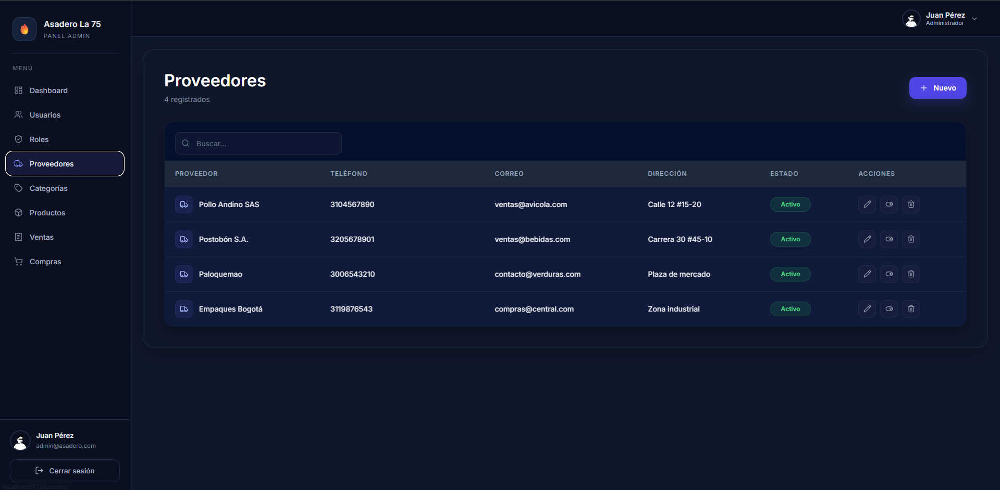 Asadero La 75
PANEL ADMIN
Juan Pérez
Administrador
MENÚ
Dashboard
Usuarios
Roles
Proveedores
Categorías
Productos
Ventas
Compras
Proveedores
4 registrados
Nuevo
Buscar...
PROVEEDOR TELÉFONO CORREO DIRECCIÓN ESTADO ACCIONES
Pollo Andino SAS 3104567890 ventas@avicola.com Calle 12 #15-20 Activo
Postobón S.A. 3205678901 ventas@bebidas.com Carrera 30 #45-10 Activo
Paloquemao 3006543210 contacto@verduras.com Plaza de mercado Activo
Empaques Bogotá 3119876543 compras@central.com Zona industrial Activo
Juan Pérez
admin@asadero.com
Cerrar sesión
localhost:5173/usuarios